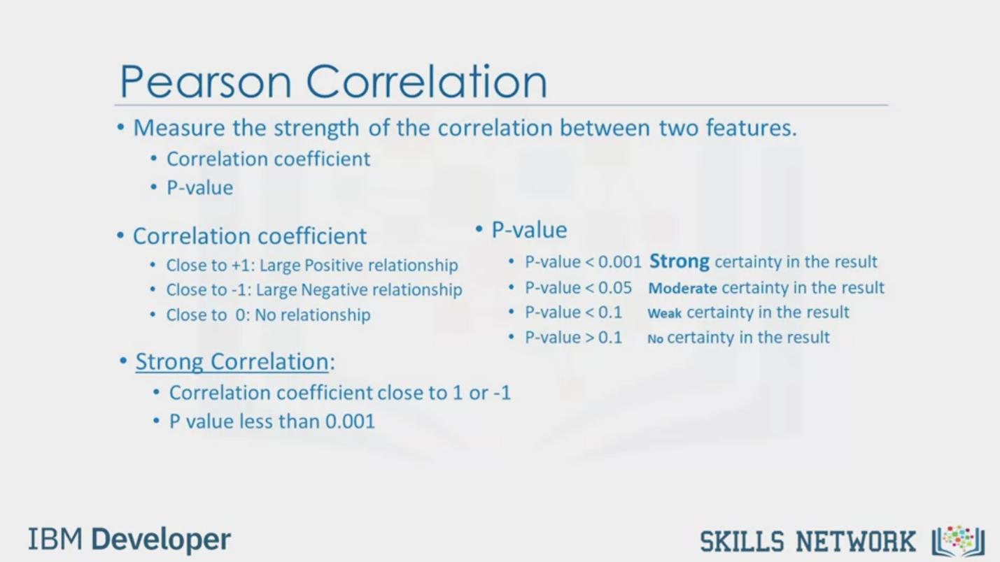 Pearson Correlation
• Measure the strength of the correlation between two features.
• Correlation coefficient
• P-value
• Correlation coefficient
• Close to +1: Large Positive relationship
• Close to -1: Large Negative relationship
• Close to 0: No relationship
• P-value
• P-value < 0.001 Strong certainty in the result
• P-value < 0.05 Moderate certainty in the result
• P-value < 0.1 Weak certainty in the result
• P-value > 0.1 No certainty in the result
• Strong Correlation:
• Correlation coefficient close to 1 or -1
• P value less than 0.001
IBM Developer
SKILLS NETWORK